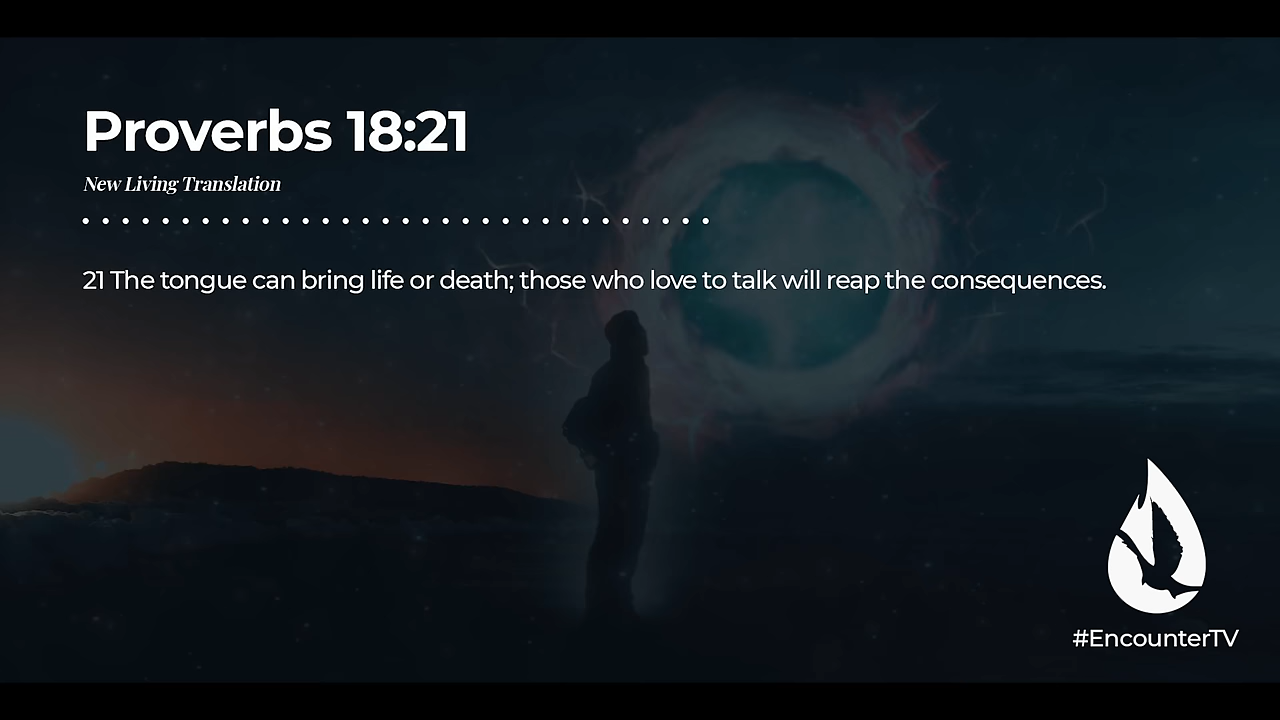 Proverbs 18:21
New Living Translation
21 The tongue can bring life or death; those who love to talk will reap the consequences.
#EncounterTV